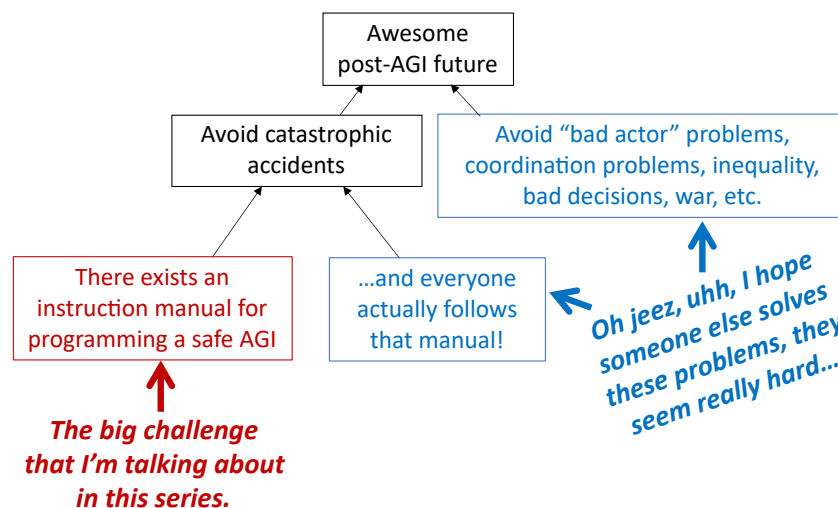 Awesome
post-AGI future
Avoid catastrophic
accidents
Avoid “bad actor” problems,
coordination problems, inequality,
bad decisions, war, etc.
There exists an
instruction manual for
programming a safe AGI
...and everyone
actually follows
that manual!
Oh jeez, uhh, I hope
someone else solves
these problems, they
seem really hard...
The big challenge
that I’m talking about
in this series.